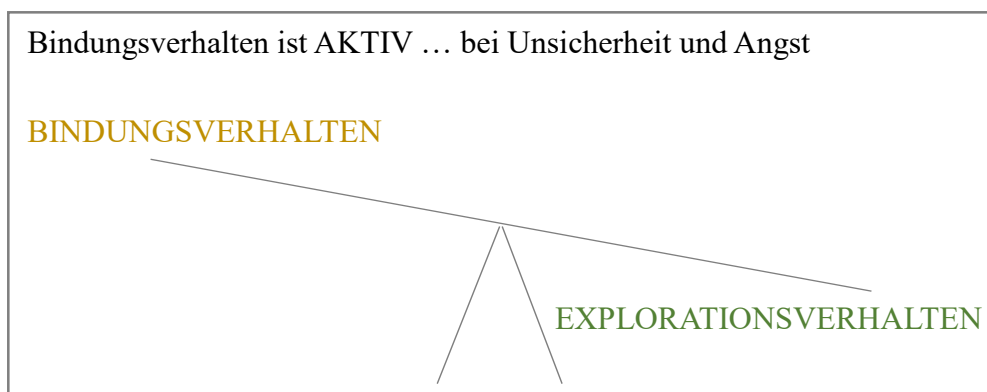 Bindungsverhalten ist AKTIV … bei Unsicherheit und Angst
BINDUNGSVERHALTEN
EXPLORATIONSVERHALTEN